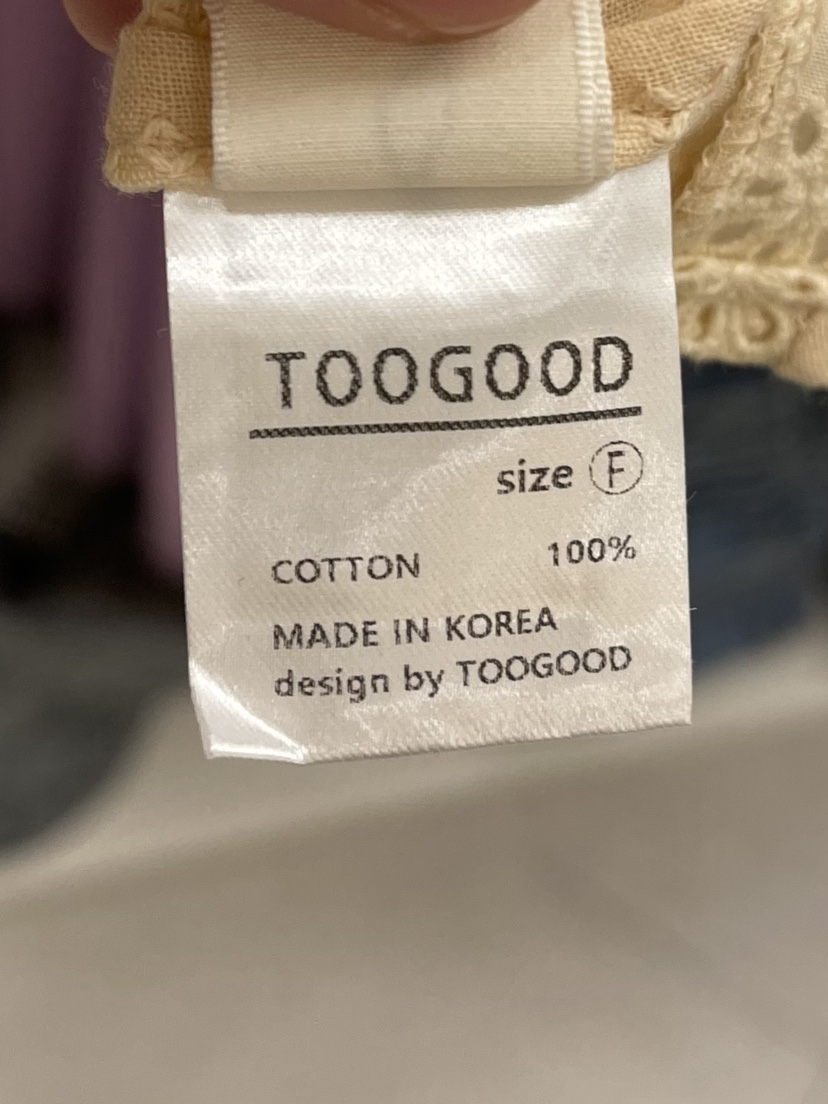 TOOGOOD
size Ⓕ
COTTON 100%
MADE IN KOREA
design by TOOGOOD